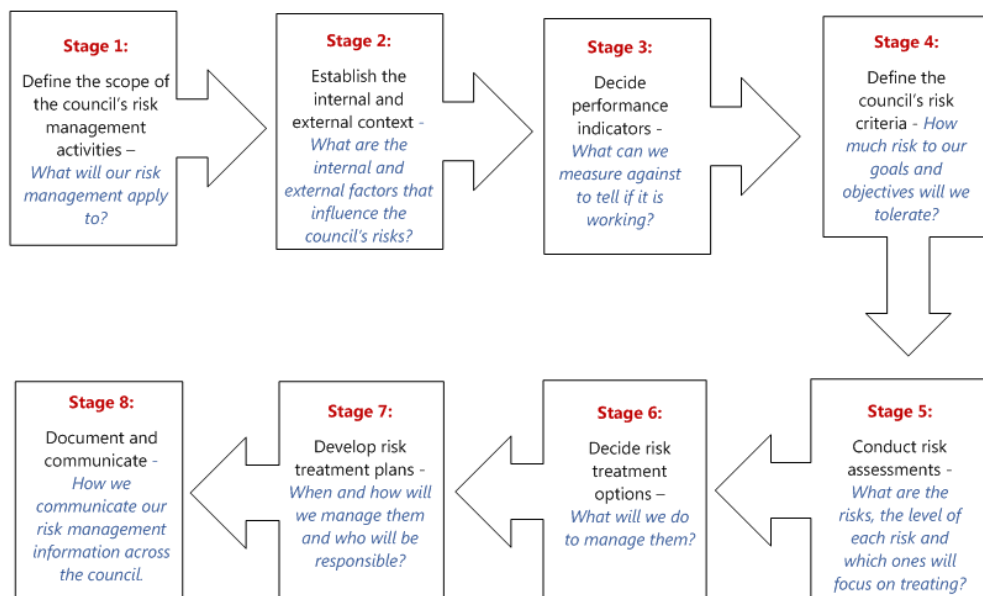 Stage 1:
Define the scope of
the council's risk
management
activities –
What will our risk
management apply
to?
Stage 2:
Establish the
internal and
external context -
What are the
internal and
external factors that
influence the
council's risks?
Stage 3:
Decide
performance
indicators -
What can we
measure against
to tell if it is
working?
Stage 4:
Define the
council's risk
criteria - How
much risk to our
goals and
objectives will we
tolerate?
Stage 5:
Conduct risk
assessments -
What are the
risks, the level of
each risk and
which ones will
focus on treating?
Stage 6:
Decide risk
treatment
options –
What will we do
to manage them?
Stage 7:
Develop risk
treatment plans -
When and how will
we manage them
and who will be
responsible?
Stage 8:
Document and
communicate -
How we
communicate our
risk management
information across
the council.